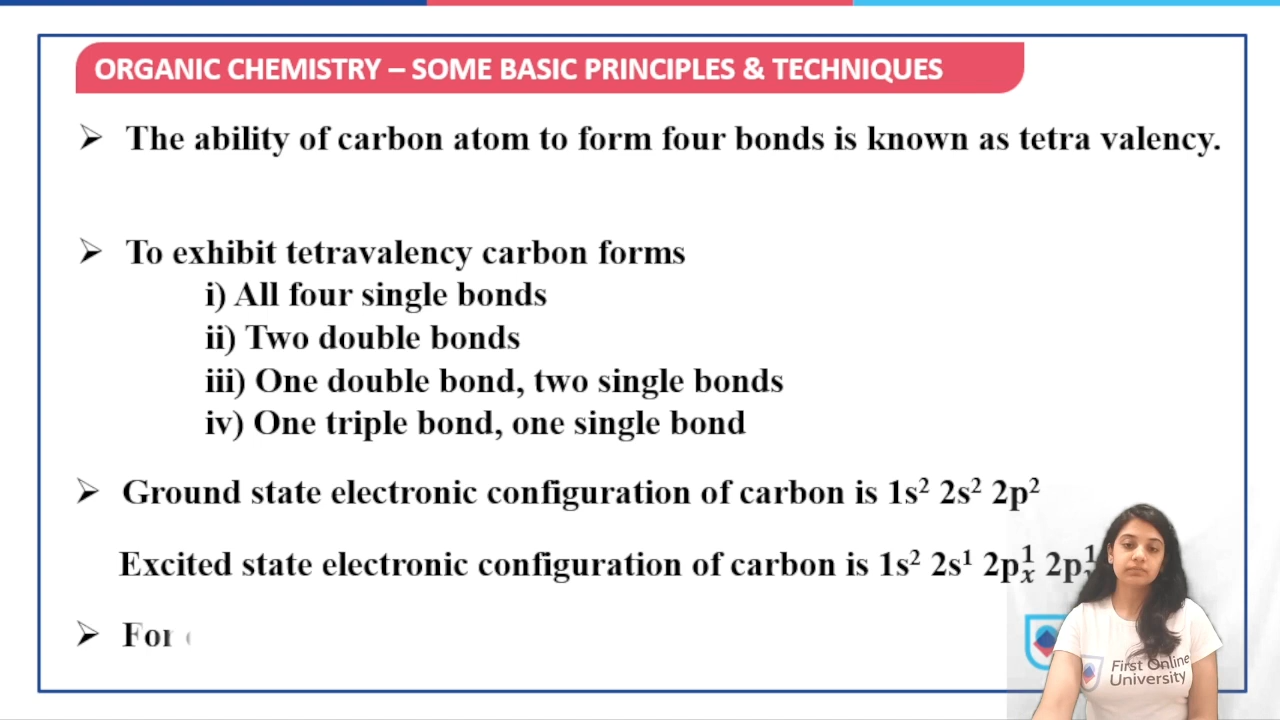 ORGANIC CHEMISTRY – SOME BASIC PRINCIPLES & TECHNIQUES
➢ The ability of carbon atom to form four bonds is known as tetra valency.
➢ To exhibit tetravalency carbon forms
i) All four single bonds
ii) Two double bonds
iii) One double bond, two single bonds
iv) One triple bond, one single bond
➢ Ground state electronic configuration of carbon is 1s² 2s² 2p²
Excited state electronic configuration of carbon is 1s² 2s¹ 2pₓ¹ 2p¹
➢ For
First Online
University